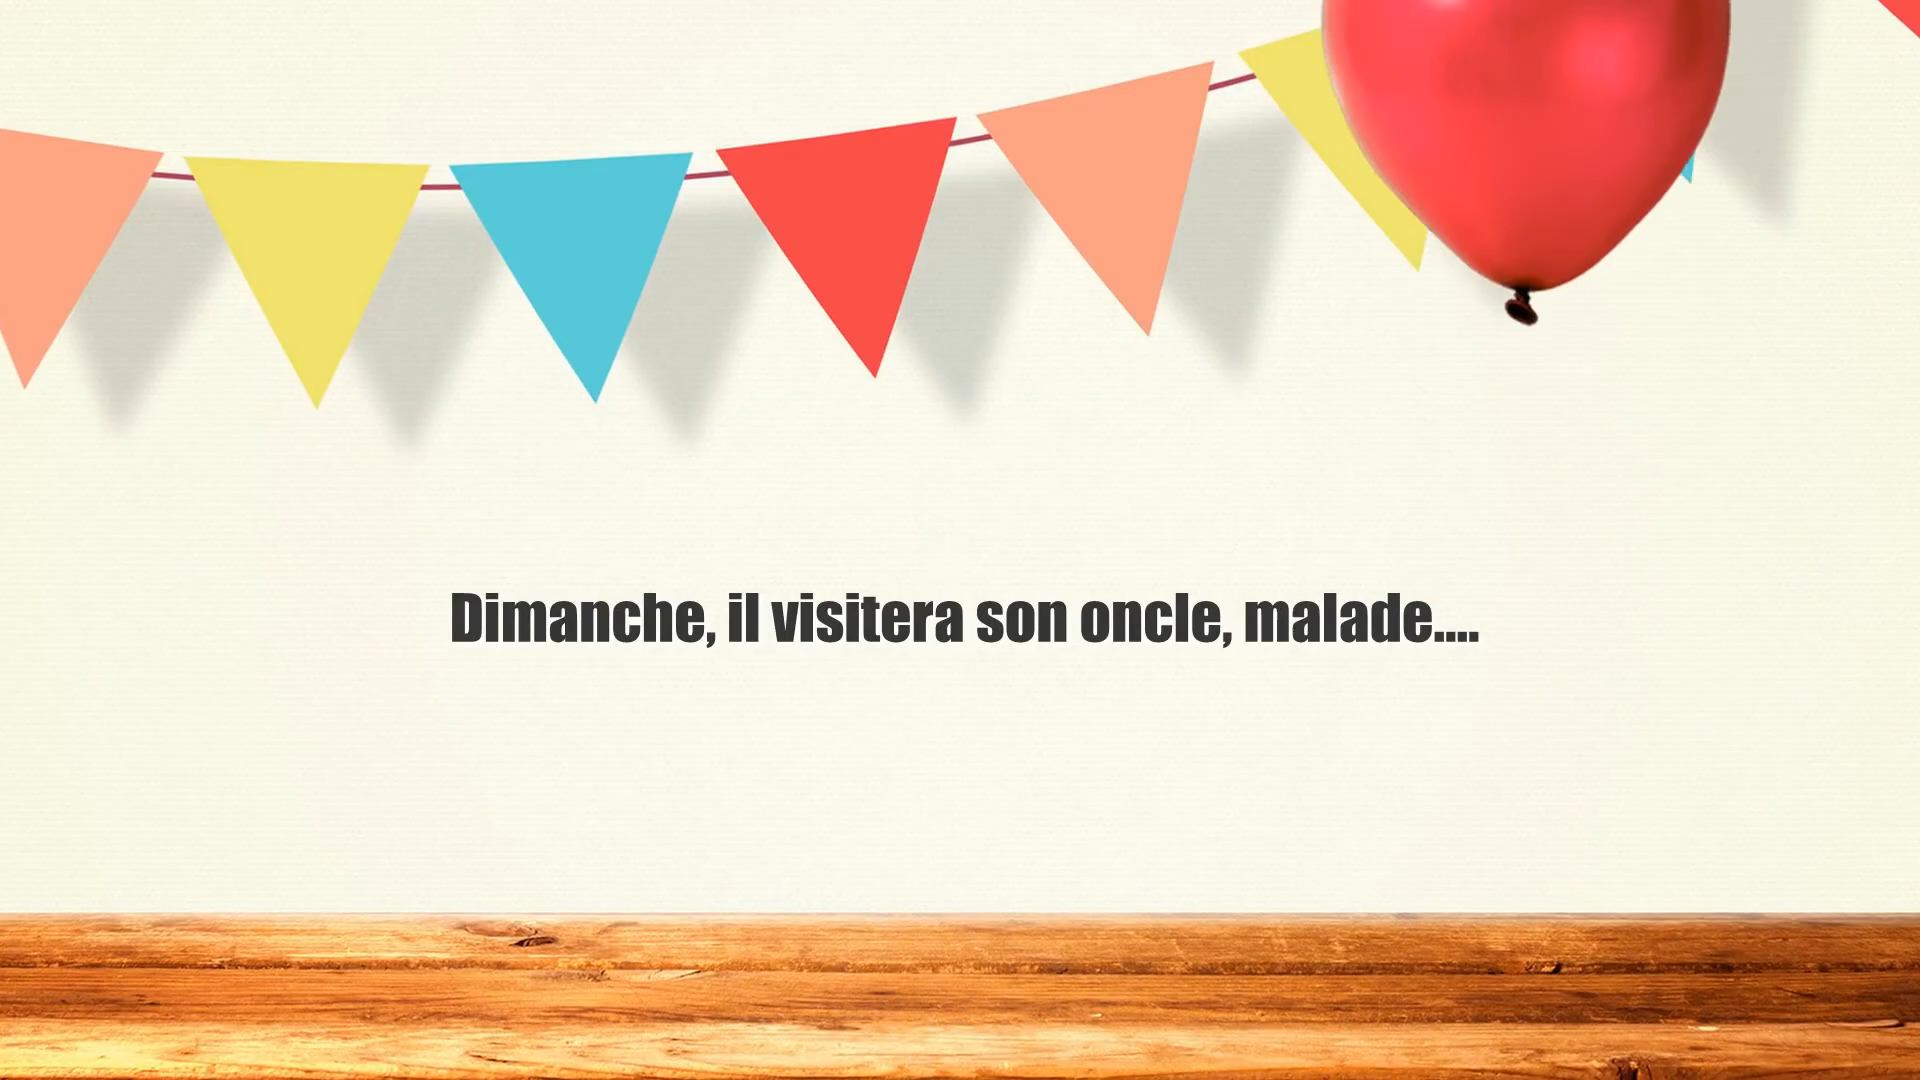 Dimanche, il visitera son oncle, malade....